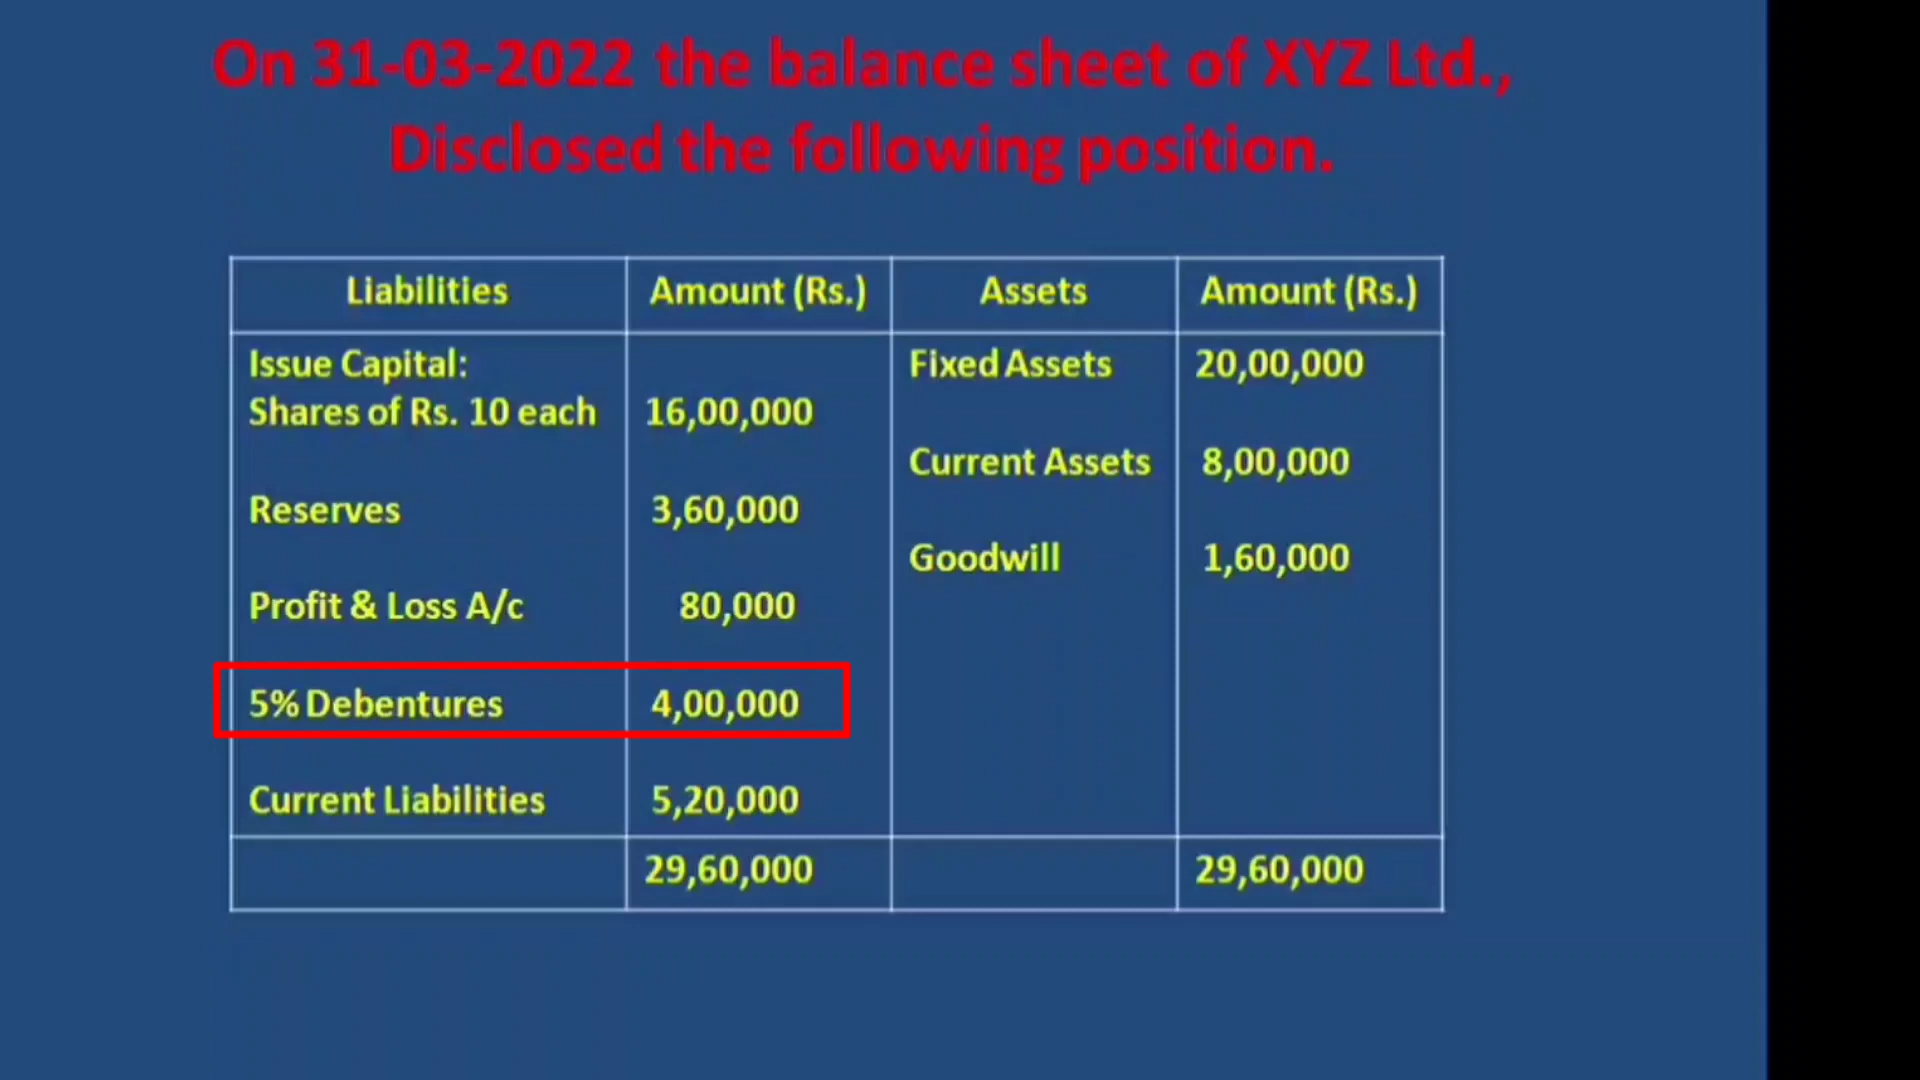 On 31-03-2022 the balance sheet of XYZ Ltd.,
Disclosed the following position.
Liabilities Amount (Rs.) Assets Amount (Rs.)
Issue Capital: Fixed Assets 20,00,000
Shares of Rs. 10 each 16,00,000
Current Assets 8,00,000
Reserves 3,60,000
Goodwill 1,60,000
Profit & Loss A/c 80,000
5% Debentures 4,00,000
Current Liabilities 5,20,000
29,60,000 29,60,000